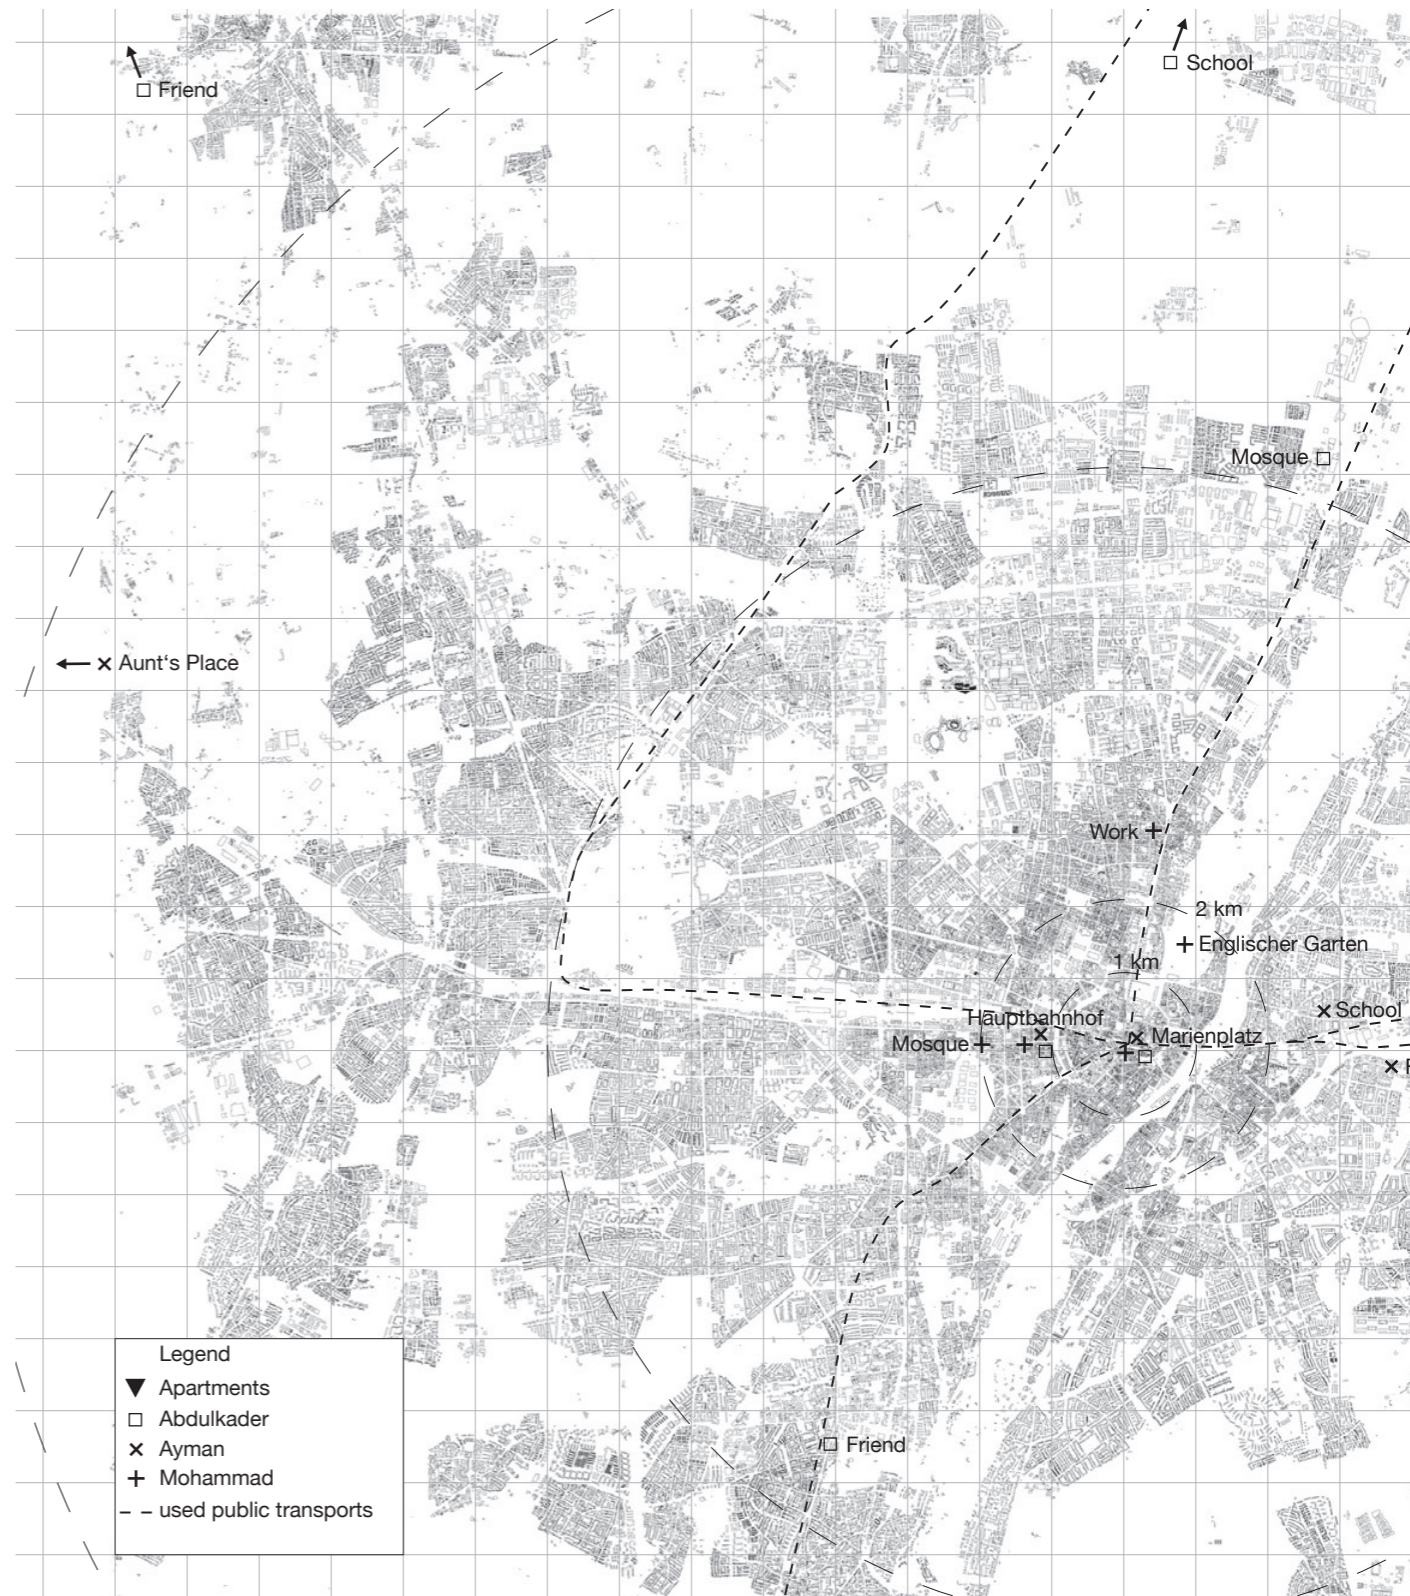 School
Friend
Mosque
Aunt‘s Place
Work
2 km
Englischer Garten
1 km
School
Hauptbahnhof
Marienplatz
Mosque
Legend
Apartments
Abdulkader
Ayman
Mohammad
used public transports
Friend